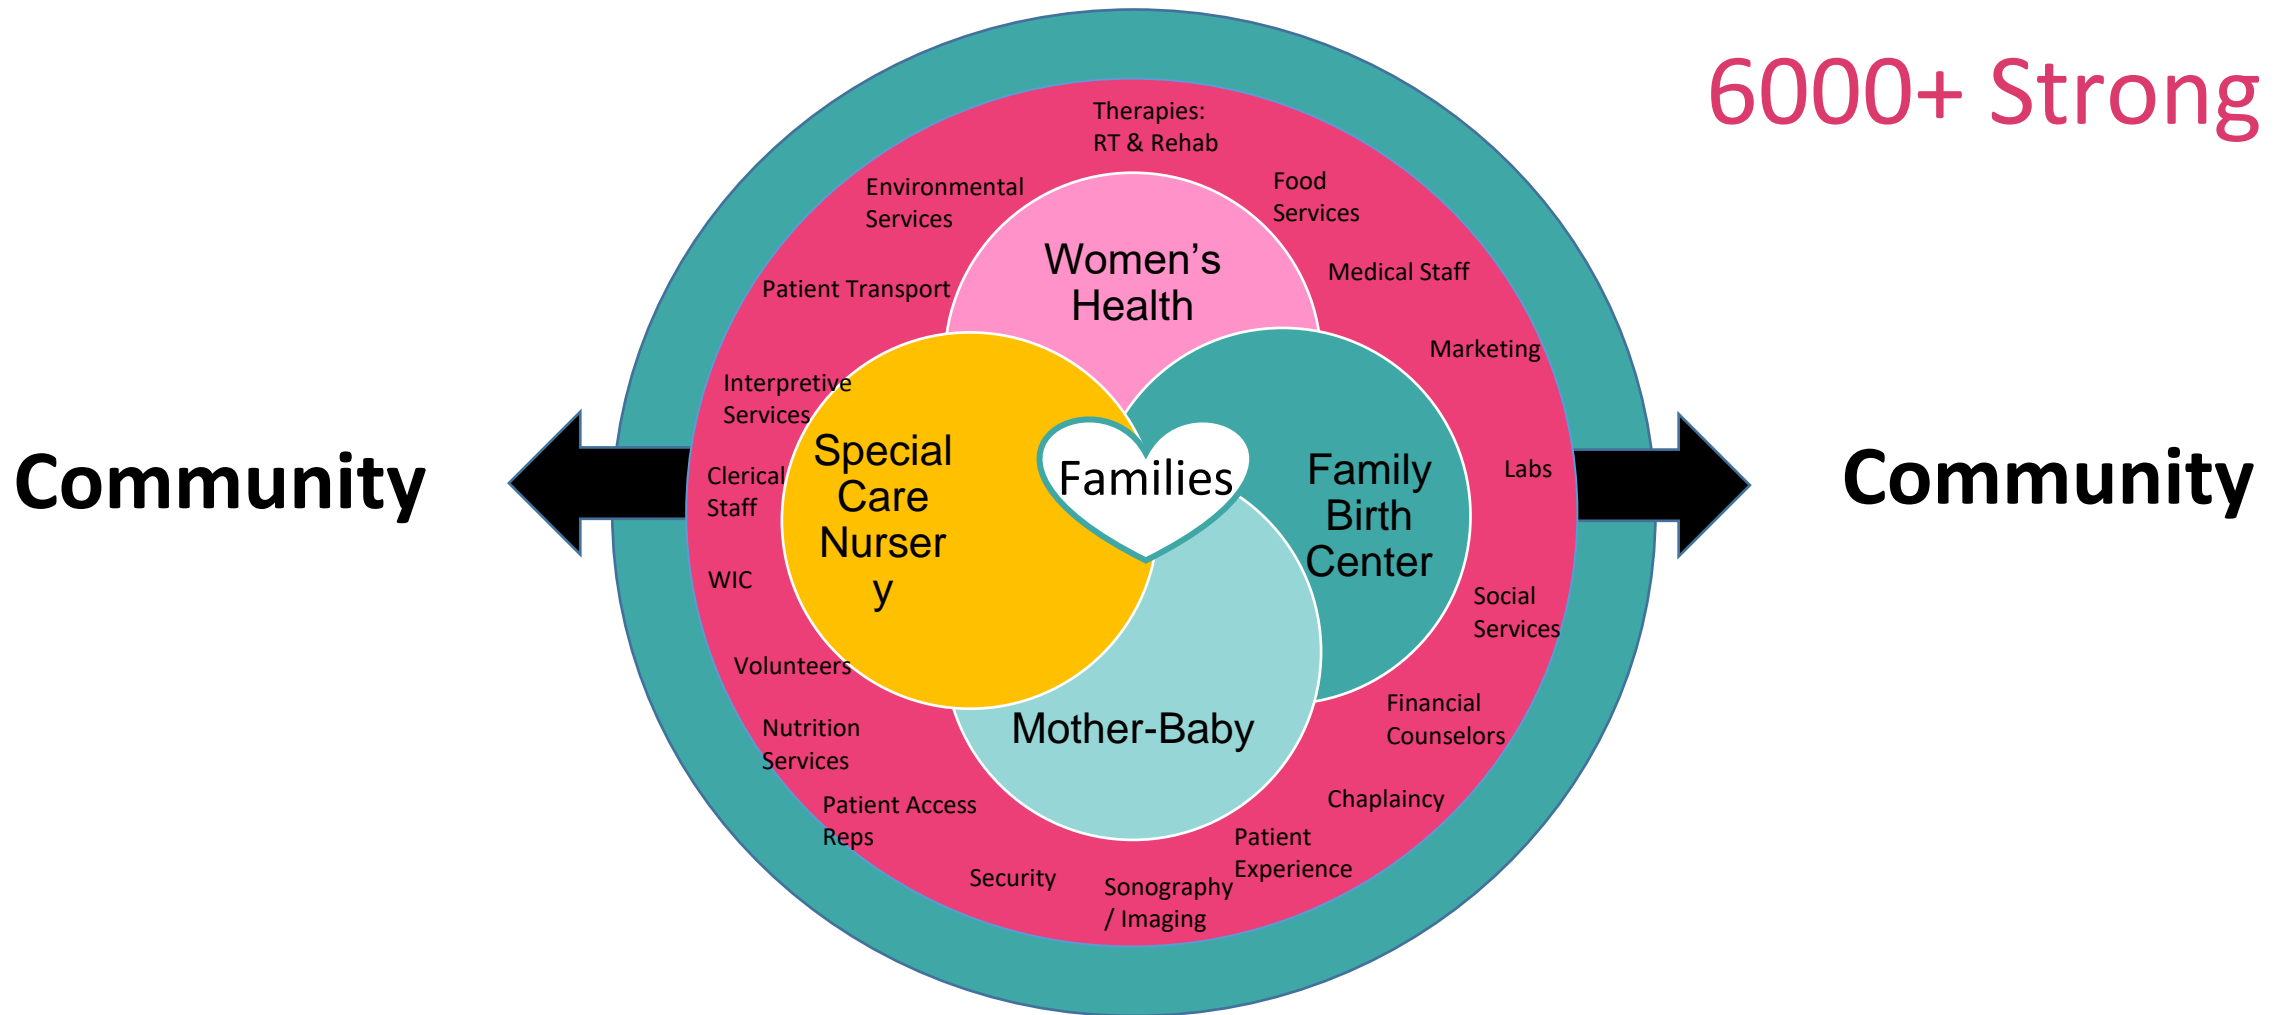 6000+ Strong
Therapies:
RT & Rehab
Environmental
Services
Food
Services
Women’s
Health
Medical Staff
Patient Transport
Marketing
Interpretive
Services
Special
Care
Nurser
y
Families
Family
Birth
Center
Labs
Community
Community
Clerical
Staff
WIC
Social
Services
Volunteers
Mother-Baby
Financial
Counselors
Nutrition
Services
Chaplaincy
Patient Access
Reps
Patient
Experience
Security
Sonography
/ Imaging